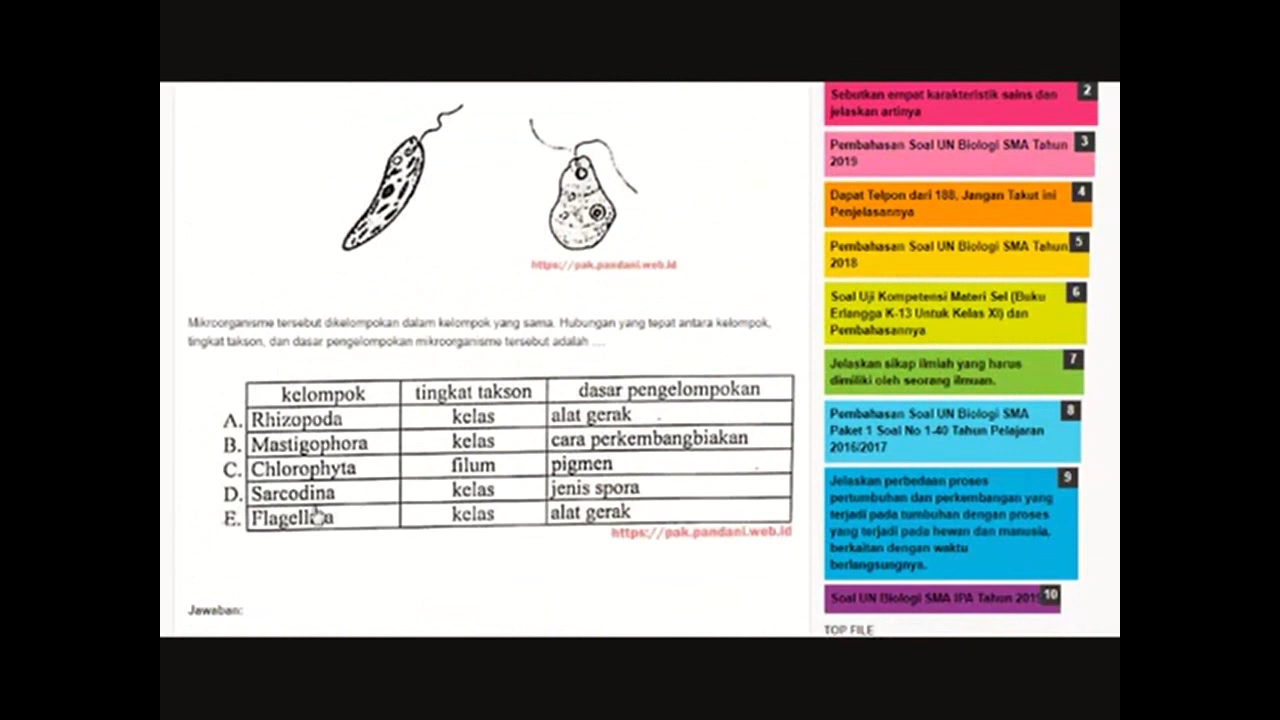 https://pak.pandani.web.id
Mikroorganisme tersebut dikelompokan dalam kelompok yang sama. Hubungan yang tepat antara kelompok,
tingkat takson, dan dasar pengelompokan mikroorganisme tersebut adalah ....
kelompok tingkat takson dasar pengelompokan
A. Rhizopoda kelas alat gerak
B. Mastigophora kelas cara perkembangbiakan
C. Chlorophyta filum pigmen
D. Sarcodina kelas jenis spora
E. kelas alat gerak
https://pak.pandani.web.id
Jawaban:
Sebutkan empat karakteristik sains dan 2
jelaskan artinya
Pembahasan Soal UN Biologi SMA Tahun 3
2019
Dapat Telpon dari 188, Jangan Takut ini 4
Penjelasannya
Pembahasan Soal UN Biologi SMA Tahun 5
2018
Soal Uji Kompetensi Materi Sel (Buku 6
Erlangga K-13 Untuk Kelas XI) dan
Pembahasannya
Jelaskan sikap ilmiah yang harus 7
dimiliki oleh seorang ilmuan.
Pembahasan Soal UN Biologi SMA 8
Paket 1 Soal No 1-40 Tahun Pelajaran
2016/2017
Jelaskan perbedaan proses 9
pertumbuhan dan perkembangan yang
terjadi pada tumbuhan dengan proses
yang terjadi pada hewan dan manusia,
berkaitan dengan waktu
berlangsungnya.
Soal UN Biologi SMA IPA Tahun 10
TOP FILE